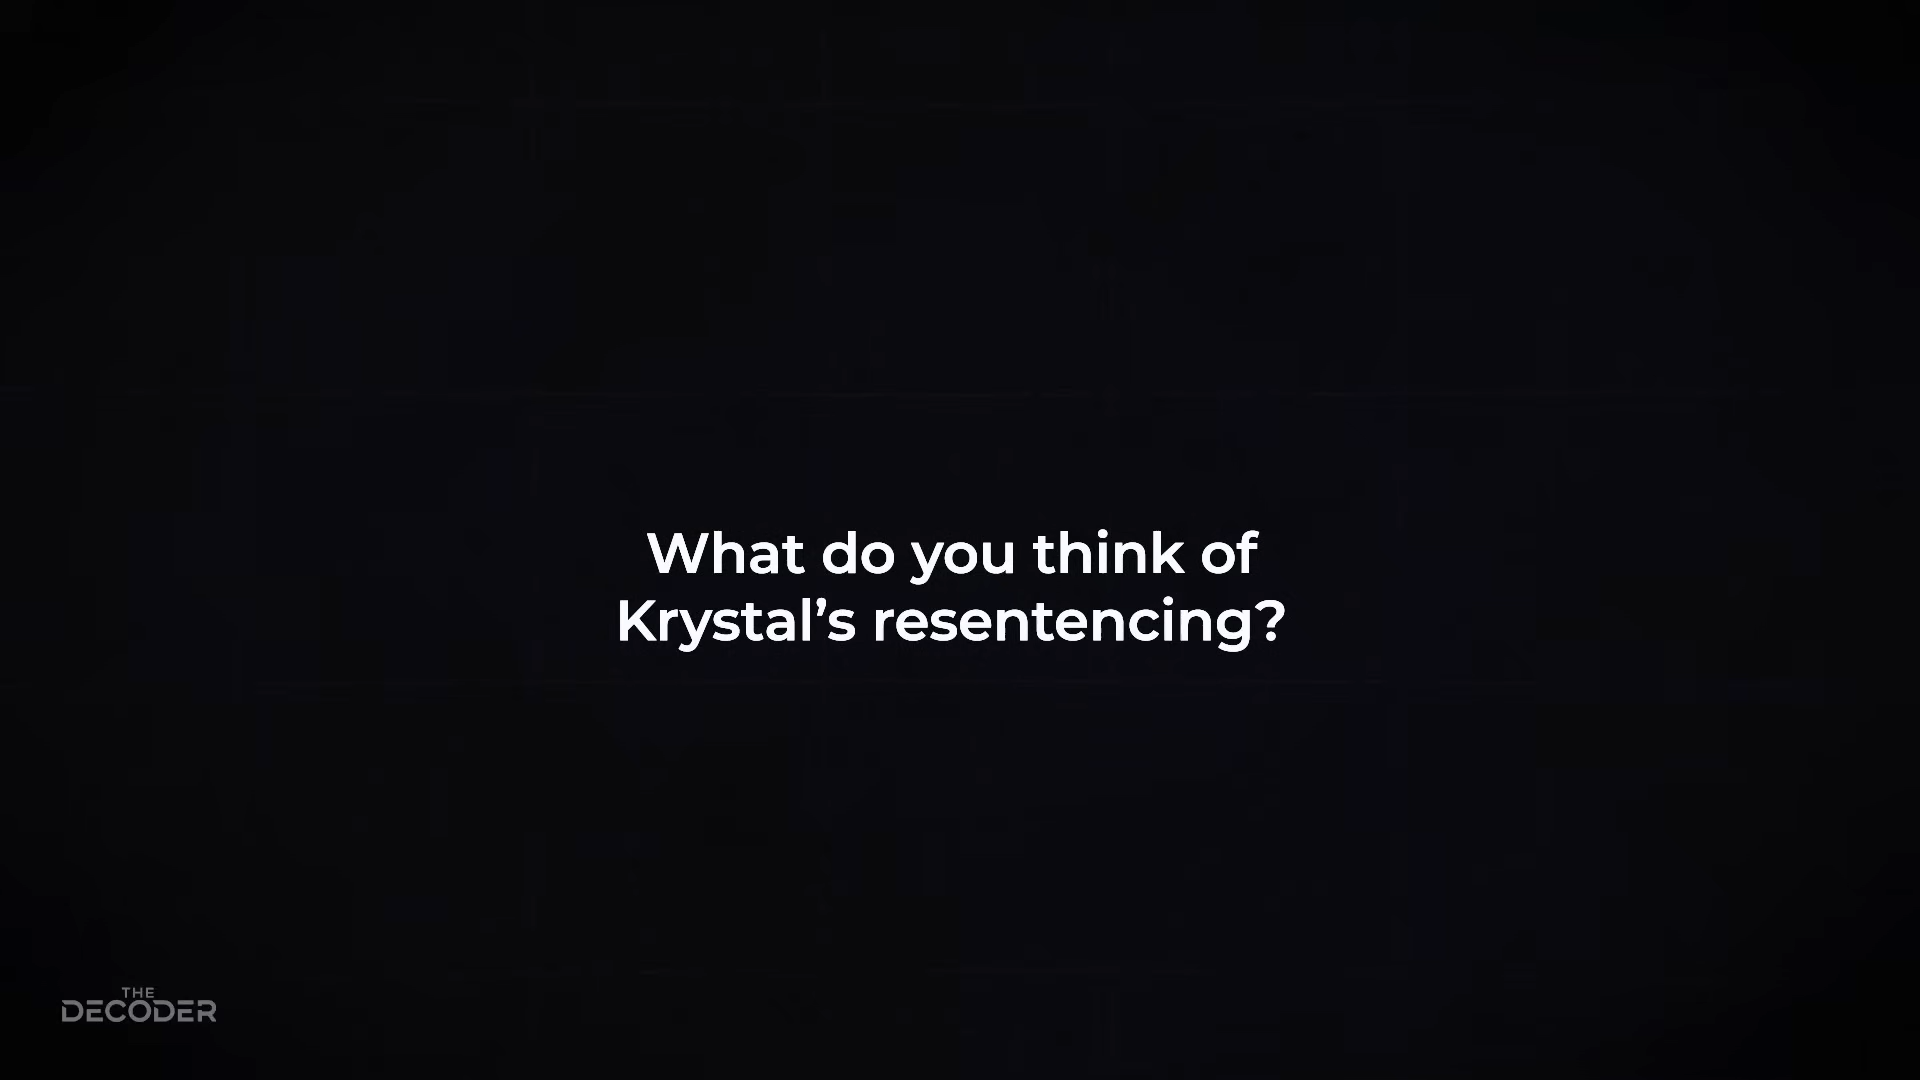 What do you think of
Krystal’s resentencing?
THE
DECODER